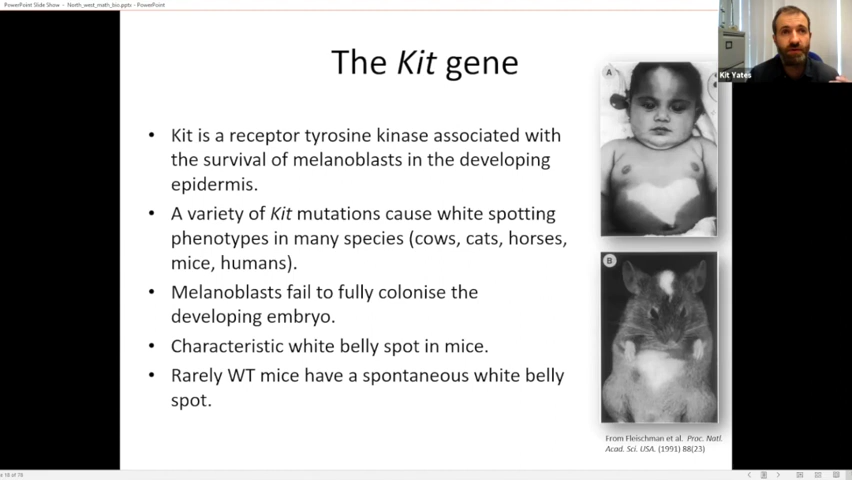 PowerPoint Slide Show - North_west_math_bio.pptx - PowerPoint
The Kit gene
• Kit is a receptor tyrosine kinase associated with
the survival of melanoblasts in the developing
epidermis.
• A variety of Kit mutations cause white spotting
phenotypes in many species (cows, cats, horses,
mice, humans).
• Melanoblasts fail to fully colonise the
developing embryo.
• Characteristic white belly spot in mice.
• Rarely WT mice have a spontaneous white belly
spot.
A
B
From Fleischman et al. Proc. Natl.
Acad. Sci. USA. (1991) 88(23)
Kit Yates
18 of 78